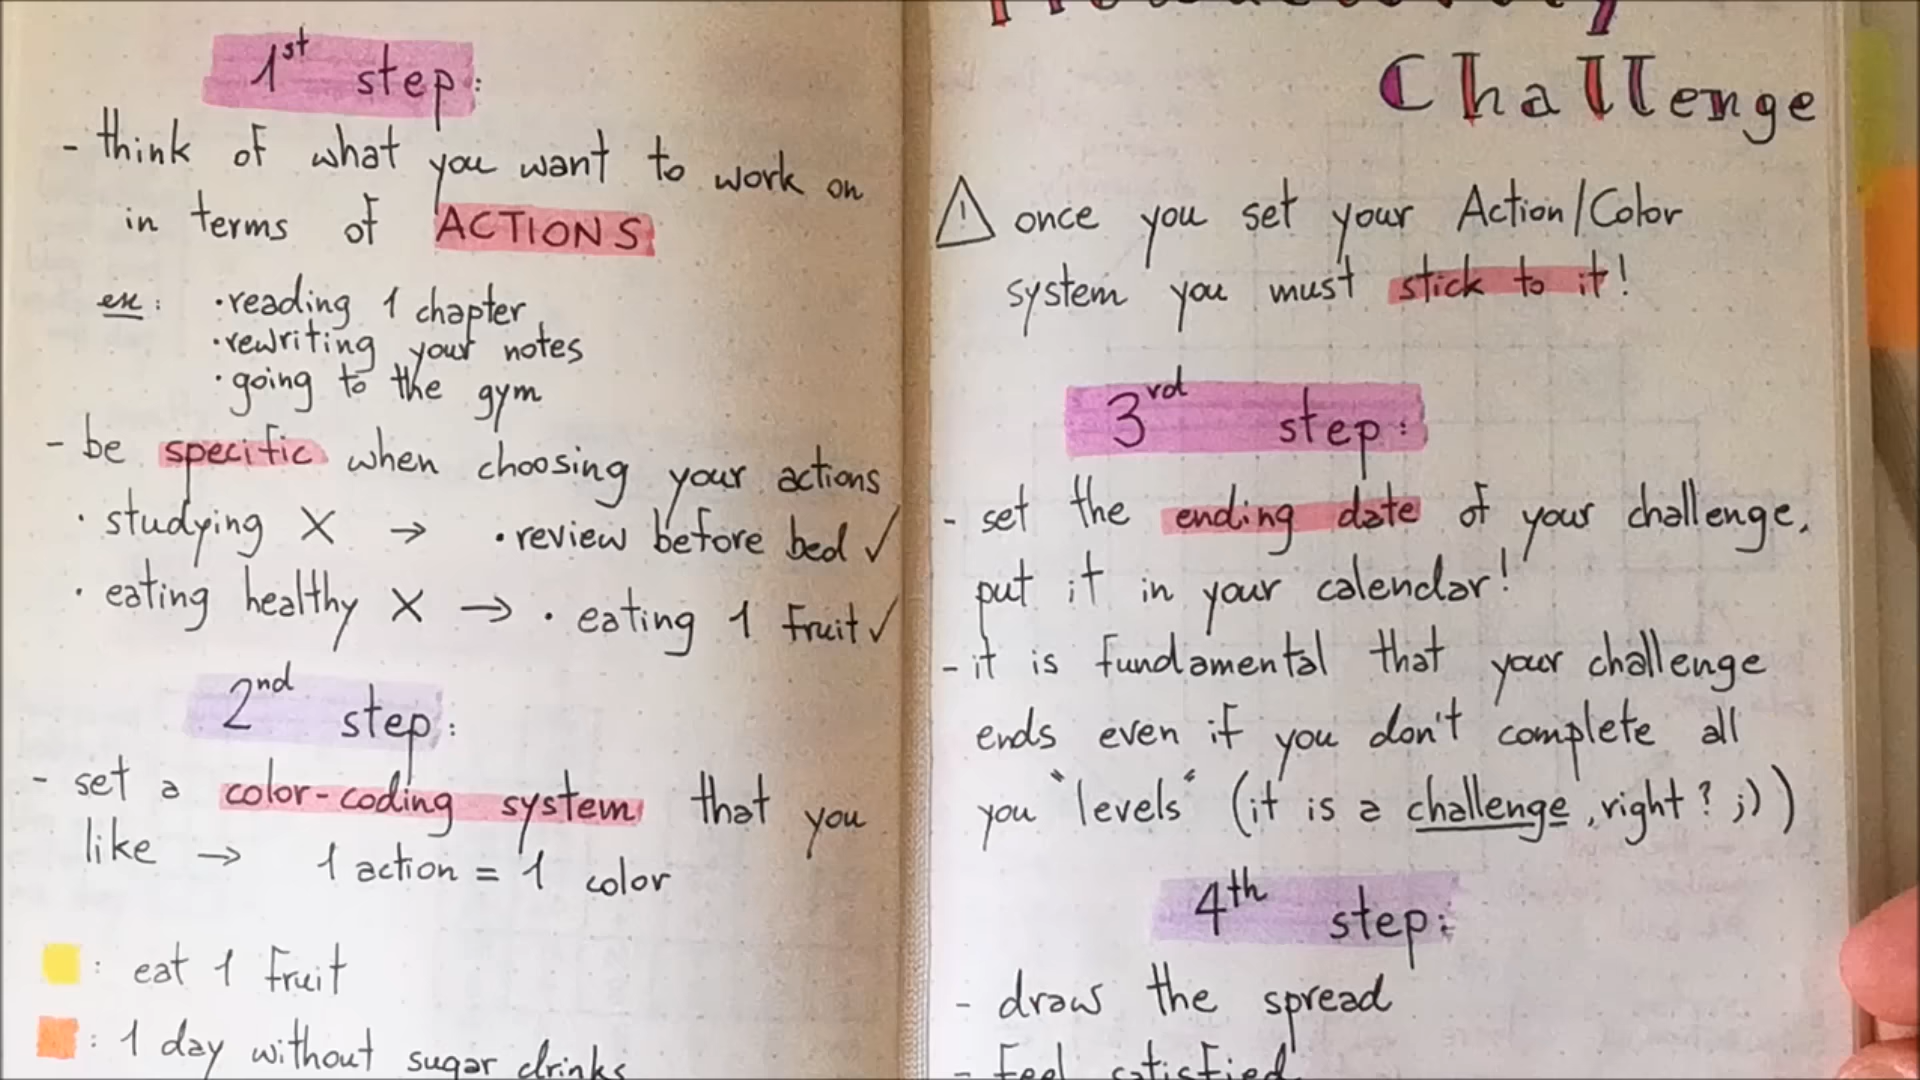 1st step:
- think of what you want to work on
in terms of ACTIONS
ex: • reading 1 chapter
• rewriting your notes
• going to the gym
- be specific when choosing your actions
• studying X → • review before bed ✓
• eating healthy X → • eating 1 fruit ✓
2nd step:
- set a color-coding system that you
like → 1 action = 1 color
: eat 1 fruit
: 1 day without sugar drinks
Challenge
⚠ once you set your Action/Color
system you must stick to it!
3rd step:
- set the ending date of your challenge,
put it in your calendar!
- it is fundamental that your challenge
ends even if you don't complete all
you "levels" (it is a challenge, right? ;))
4th step:
- draw the spread
- feel satisfied